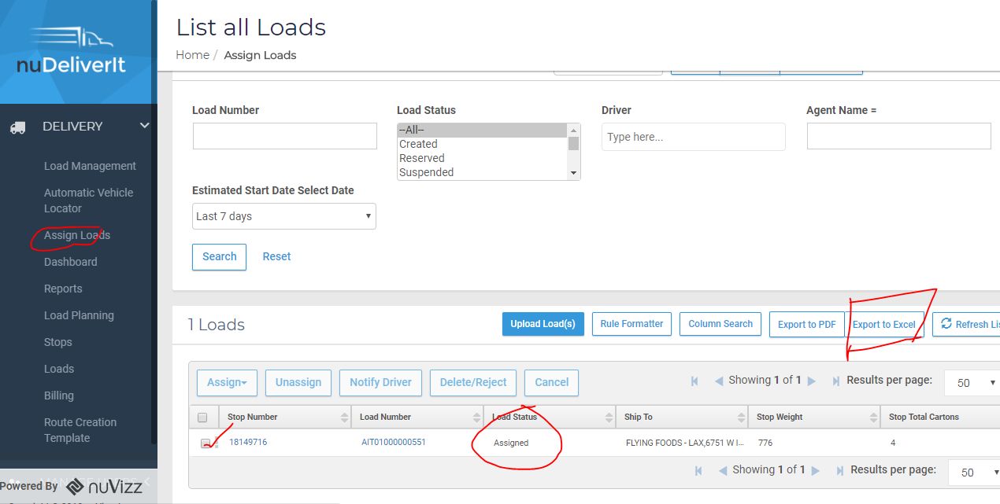 nuDeliverIt
DELIVERY
Load Management
Automatic Vehicle
Locator
Assign Loads
Dashboard
Reports
Load Planning
Stops
Loads
Billing
Route Creation
Template
Powered By nuVizz
List all Loads
Home / Assign Loads
Load Number
Load Status
--All--
Created
Reserved
Suspended
Driver
Type here...
Agent Name =
Estimated Start Date Select Date
Last 7 days
Search Reset
1 Loads
Upload Load(s) Rule Formatter Column Search Export to PDF Export to Excel Refresh Lis
Assign Unassign Notify Driver Delete/Reject Cancel Showing 1 of 1 Results per page: 50
Stop Number Load Number Load Status Ship To Stop Weight Stop Total Cartons
18149716 AIT01000000551 Assigned FLYING FOODS - LAX,6751 W I... 776 4
Showing 1 of 1 Results per page: 50